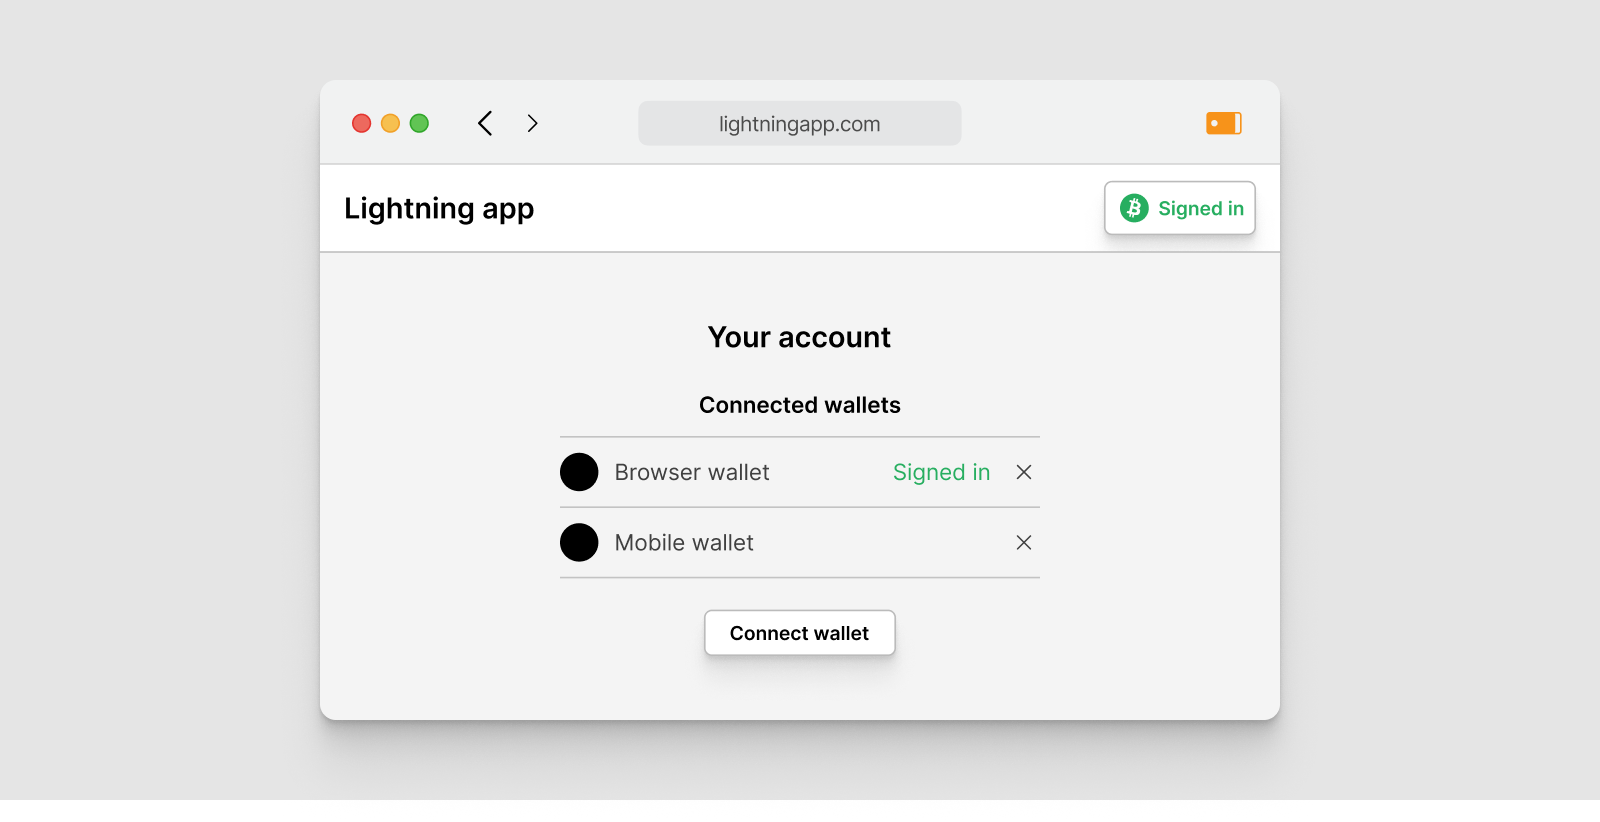 lightningapp.com
Lightning app
Signed in
Your account
Connected wallets
Browser wallet Signed in
Mobile wallet
Connect wallet